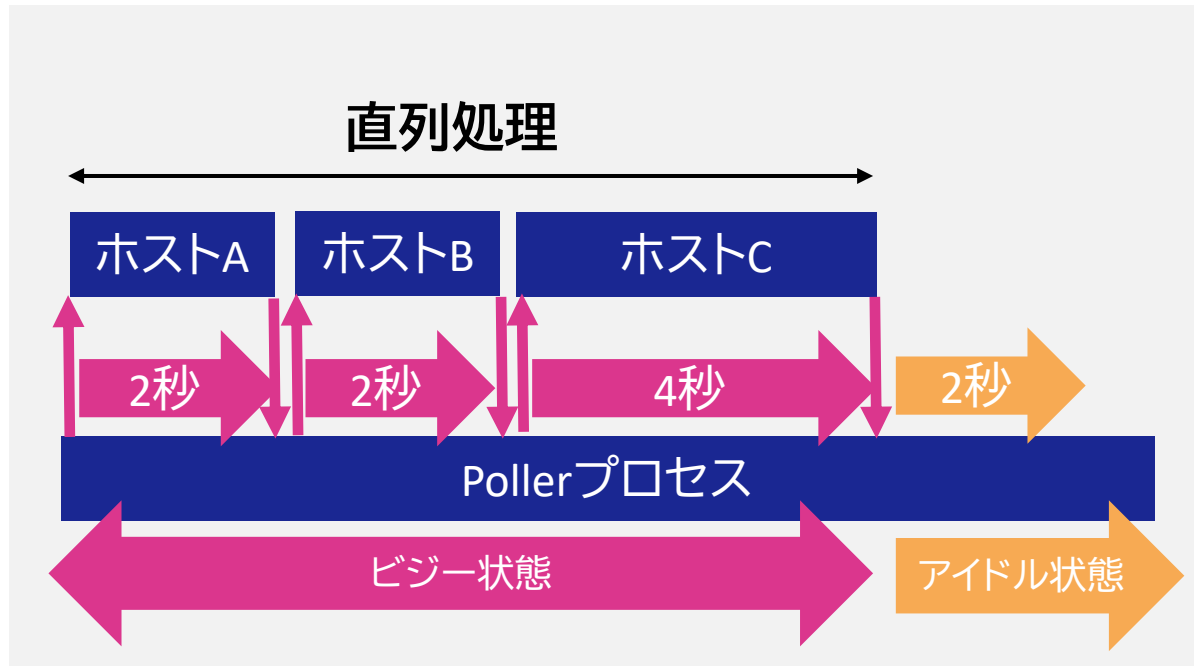 直列処理
ホストA
ホストB
ホストC
2秒
2秒
4秒
2秒
Pollerプロセス
ビジー状態
アイドル状態